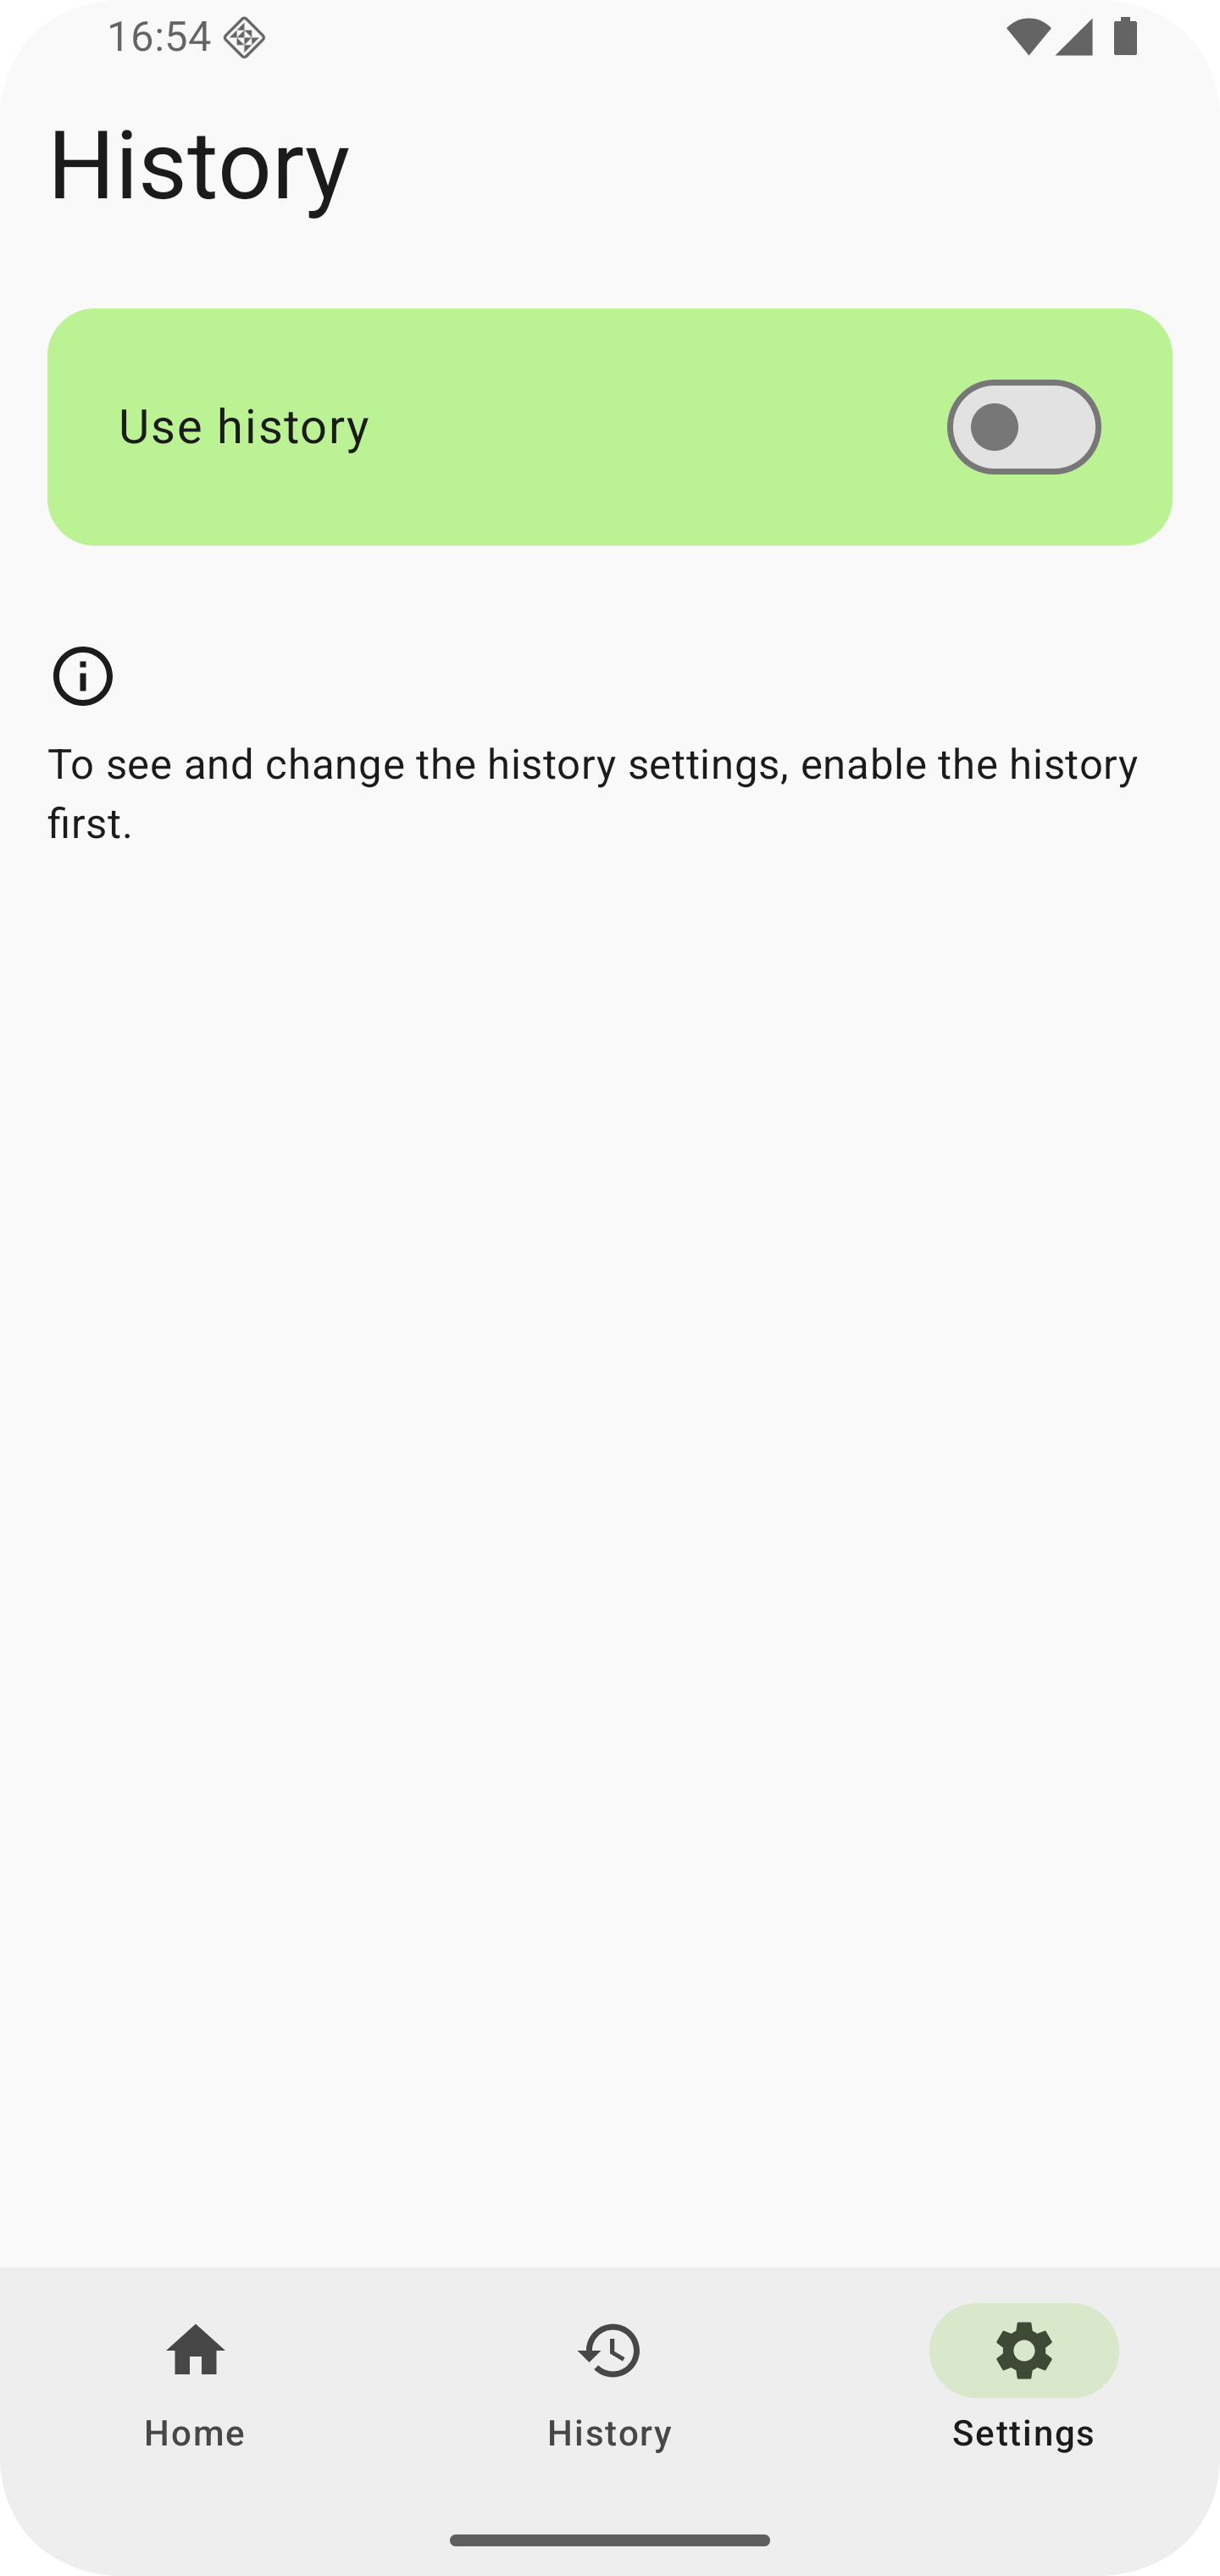 16:54
History
Use history
To see and change the history settings, enable the history
first.
Home
History
Settings